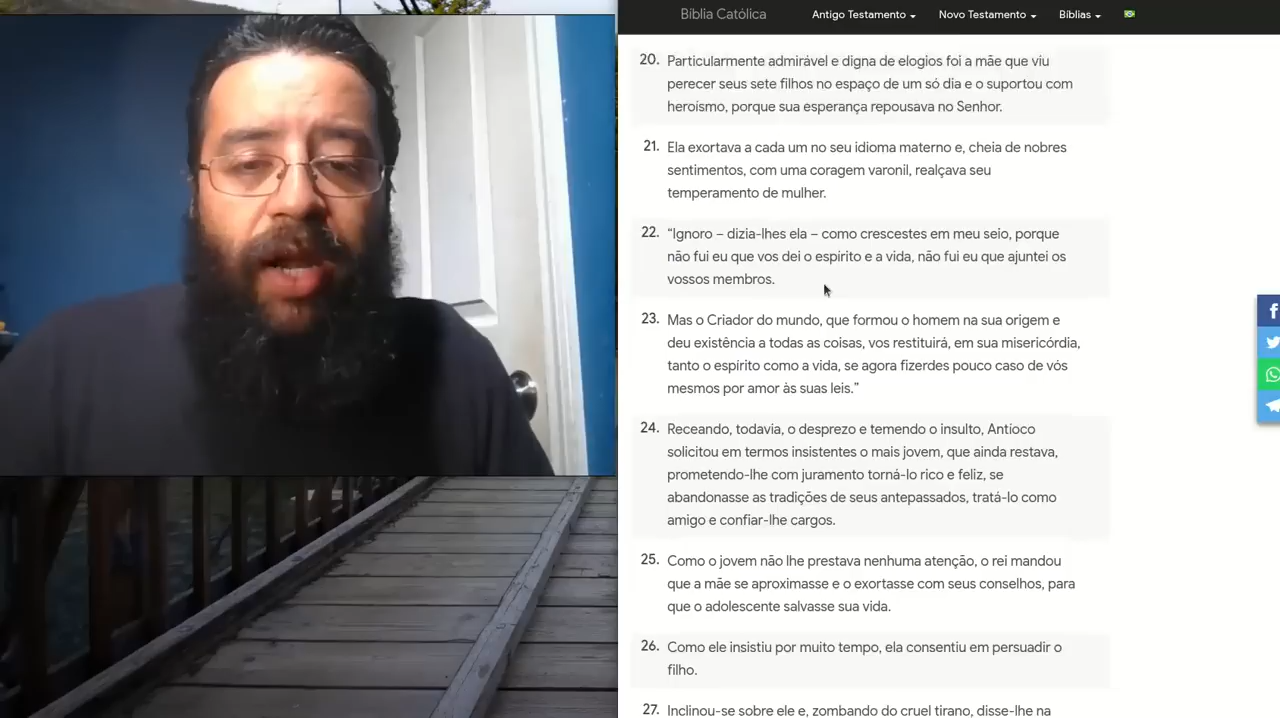 Bíblia Católica
Antigo Testamento
Novo Testamento
Bíblias
20. Particularmente admirável e digna de elogios foi a mãe que viu
perecer seus sete filhos no espaço de um só dia e o suportou com
heroísmo, porque sua esperança repousava no Senhor.
21. Ela exortava a cada um no seu idioma materno e, cheia de nobres
sentimentos, com uma coragem varonil, realçava seu
temperamento de mulher.
22. “Ignoro – dizia-lhes ela – como crescestes em meu seio, porque
não fui eu que vos dei o espírito e a vida, não fui eu que ajuntei os
vossos membros.
23. Mas o Criador do mundo, que formou o homem na sua origem e
deu existência a todas as coisas, vos restituirá, em sua misericórdia,
tanto o espírito como a vida, se agora fizerdes pouco caso de vós
mesmos por amor às suas leis.”
24. Receando, todavia, o desprezo e temendo o insulto, Antíoco
solicitou em termos insistentes o mais jovem, que ainda restava,
prometendo-lhe com juramento torná-lo rico e feliz, se
abandonasse as tradições de seus antepassados, tratá-lo como
amigo e confiar-lhe cargos.
25. Como o jovem não lhe prestava nenhuma atenção, o rei mandou
que a mãe se aproximasse e o exortasse com seus conselhos, para
que o adolescente salvasse sua vida.
26. Como ele insistiu por muito tempo, ela consentiu em persuadir o
filho.
27. Inclinou-se sobre ele e, zombando do cruel tirano, disse-lhe na